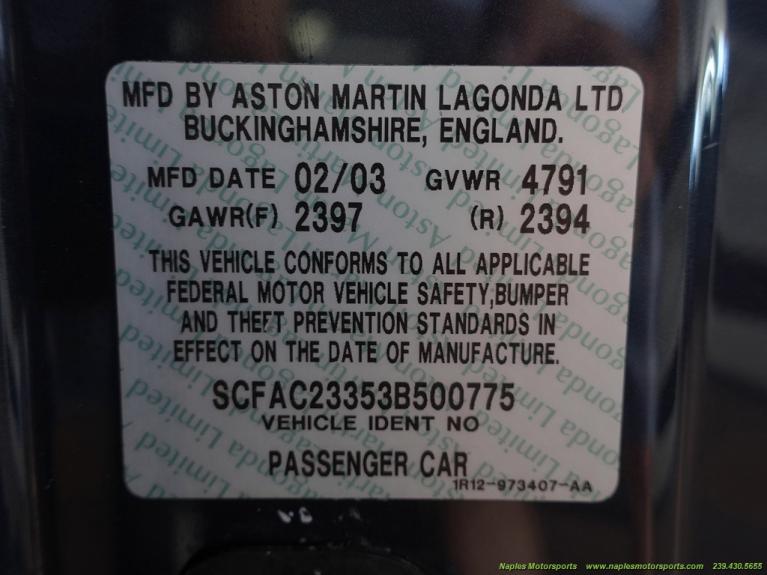 MFD BY ASTON MARTIN LAGONDA LTD
BUCKINGHAMSHIRE, ENGLAND.
MFD DATE 02/03 GVWR 4791
GAWR(F) 2397 (R) 2394
THIS VEHICLE CONFORMS TO ALL APPLICABLE
FEDERAL MOTOR VEHICLE SAFETY,BUMPER
AND THEFT PREVENTION STANDARDS IN
EFFECT ON THE DATE OF MANUFACTURE.
SCFAC23353B500775
VEHICLE IDENT NO
PASSENGER CAR
1R12-973407-AA
Naples Motorsports www.naplesmotorsports.com 239.430.5655